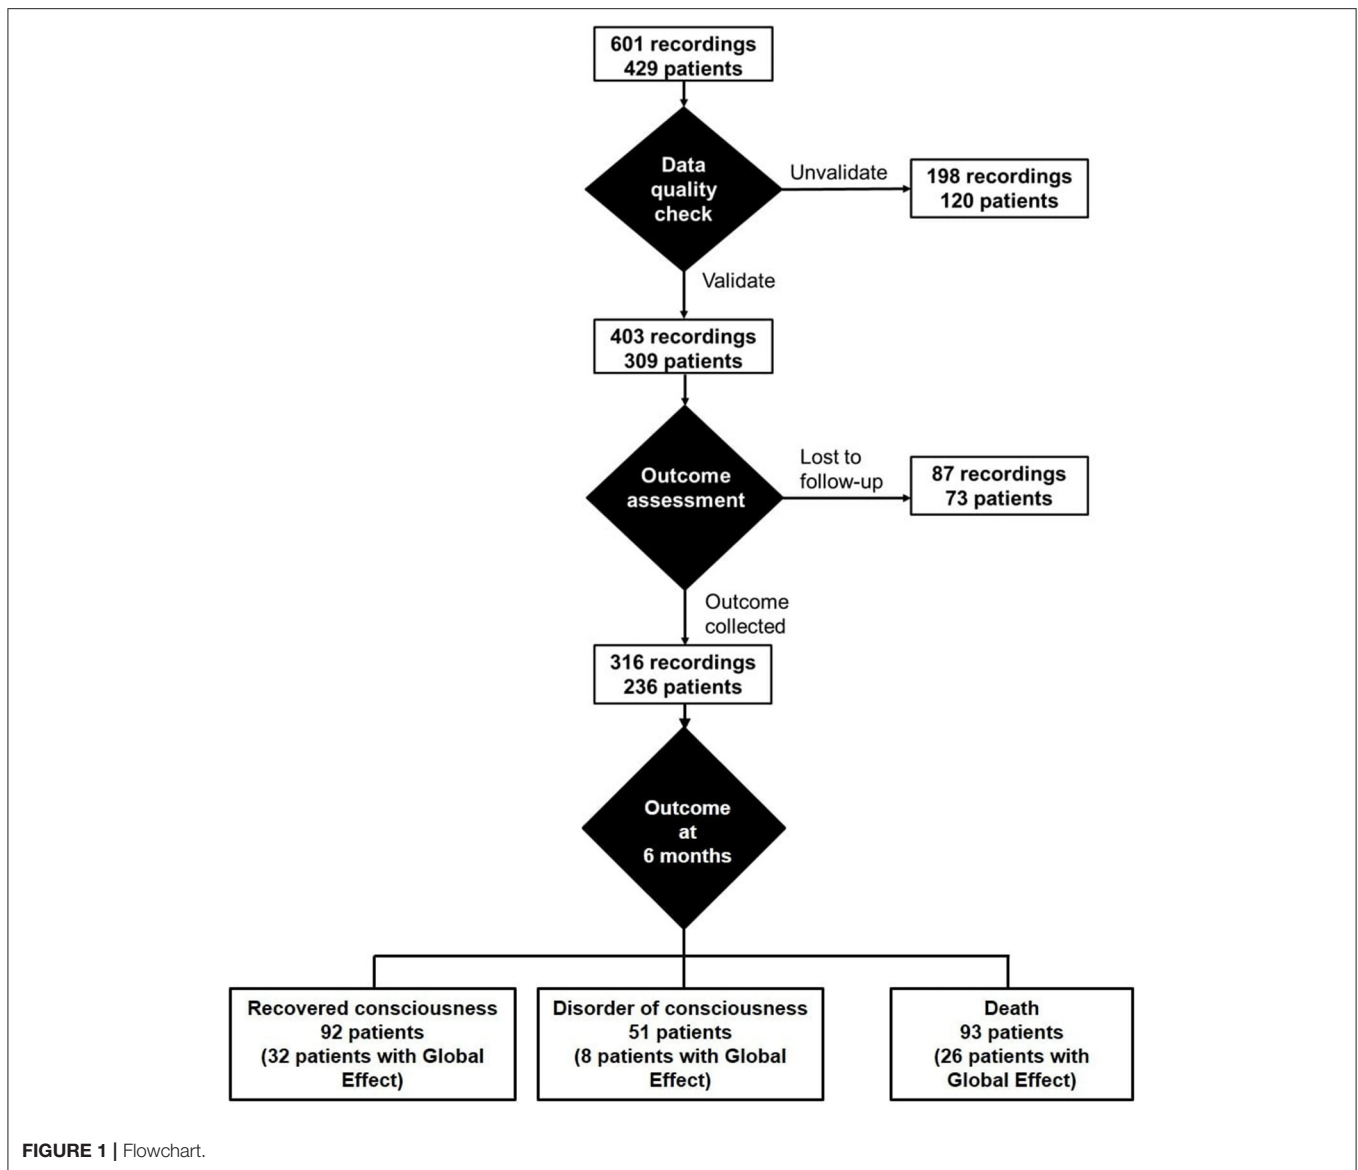 601 recordings
429 patients
Data
quality
check
Unvalidate
198 recordings
120 patients
Validate
403 recordings
309 patients
Outcome
assessment
Lost to
follow-up
87 recordings
73 patients
Outcome
collected
316 recordings
236 patients
Outcome
at
6 months
Recovered consciousness
92 patients
(32 patients with Global
Effect)
Disorder of consciousness
51 patients
(8 patients with Global
Effect)
Death
93 patients
(26 patients with
Global Effect)
FIGURE 1 | Flowchart.